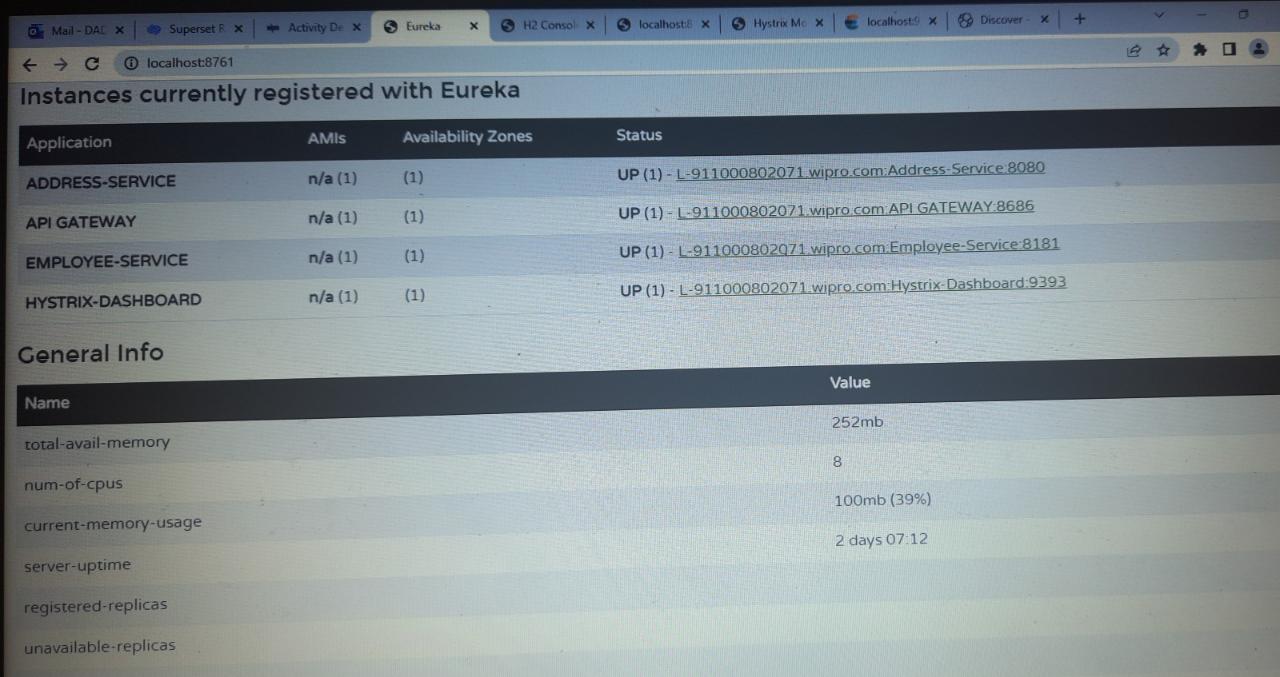 Mail - DAD Superset R Activity De Eureka H2 Consol localhost:8 Hystrix Mo localhost:9 Discover -
localhost:8761
Instances currently registered with Eureka
Application AMIs Availability Zones Status
ADDRESS-SERVICE n/a (1) (1) UP (1) - L-911000802071.wipro.com:Address-Service:8080
API GATEWAY n/a (1) (1) UP (1) - L-911000802071.wipro.com:API GATEWAY:8686
EMPLOYEE-SERVICE n/a (1) (1) UP (1) - L-911000802071.wipro.com:Employee-Service:8181
HYSTRIX-DASHBOARD n/a (1) (1) UP (1) - L-911000802071.wipro.com:Hystrix-Dashboard:9393
General Info
Name Value
total-avail-memory 252mb
num-of-cpus 8
current-memory-usage 100mb (39%)
server-uptime 2 days 07:12
registered-replicas
unavailable-replicas